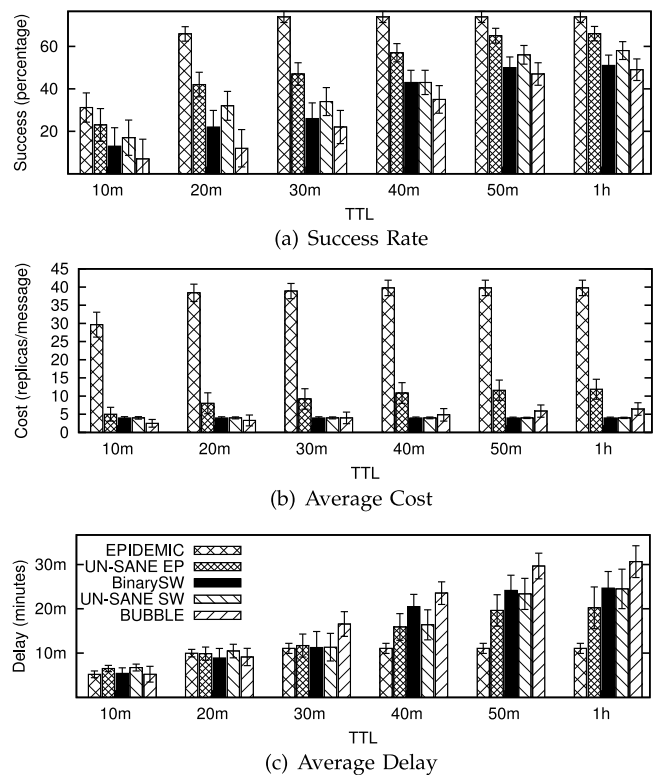 Success (percentage)
60
40
20
10m 20m 30m 40m 50m 1h
TTL
(a) Success Rate
Cost (replicas/message)
45
40
35
30
25
20
15
10
5
0
10m 20m 30m 40m 50m 1h
TTL
(b) Average Cost
Delay (minutes)
30m
20m
10m
EPIDEMIC
UN-SANE EP
BinarySW
UN-SANE SW
BUBBLE
10m 20m 30m 40m 50m 1h
TTL
(c) Average Delay